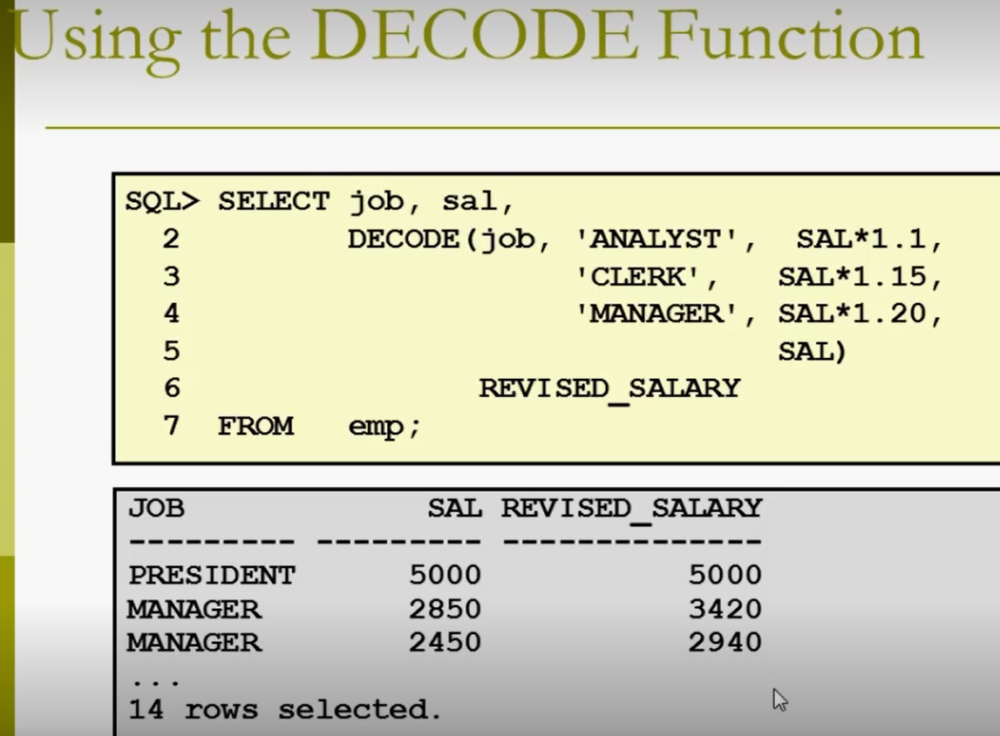 Using the DECODE Function
SQL> SELECT job, sal,
2 DECODE(job, 'ANALYST', SAL*1.1,
3 'CLERK', SAL*1.15,
4 'MANAGER', SAL*1.20,
5 SAL)
6 REVISED_SALARY
7 FROM emp;
JOB SAL REVISED_SALARY
--------- --------- --------------
PRESIDENT 5000 5000
MANAGER 2850 3420
MANAGER 2450 2940
...
14 rows selected.